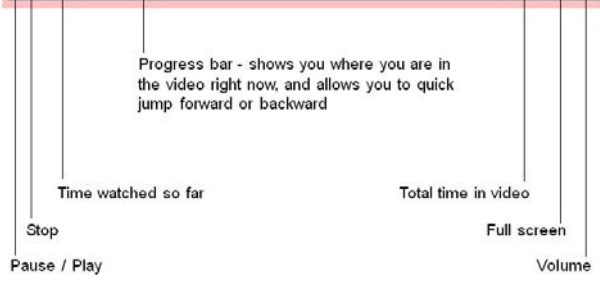 Progress bar - shows you where you are in
the video right now, and allows you to quick
jump forward or backward
Time watched so far
Total time in video
Stop
Full screen
Pause / Play
Volume